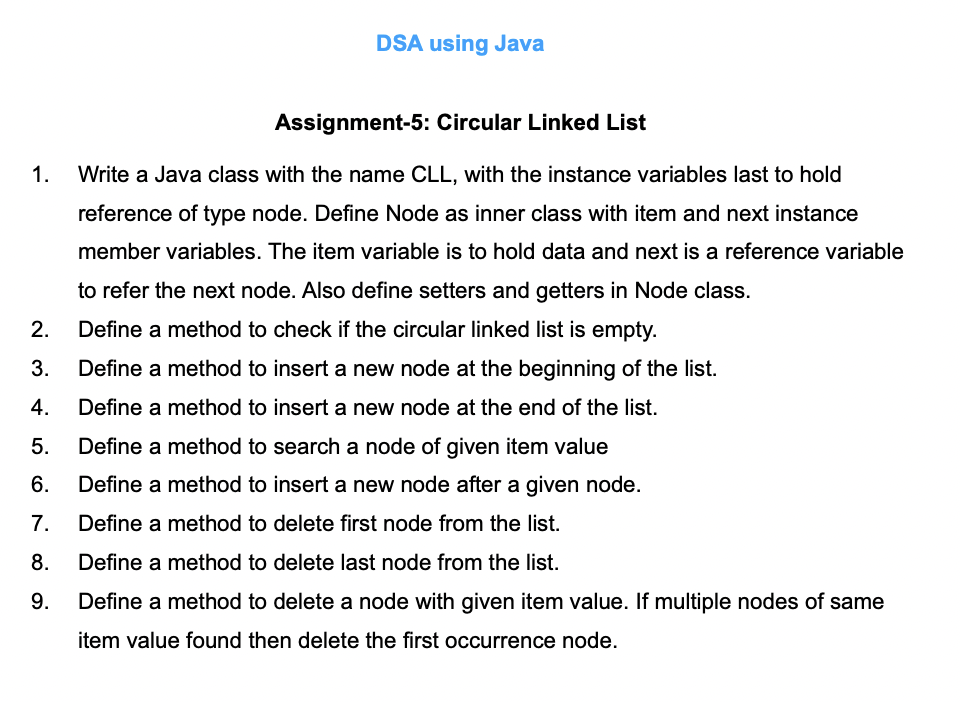 DSA using Java
Assignment-5: Circular Linked List
1. Write a Java class with the name CLL, with the instance variables last to hold
reference of type node. Define Node as inner class with item and next instance
member variables. The item variable is to hold data and next is a reference variable
to refer the next node. Also define setters and getters in Node class.
2. Define a method to check if the circular linked list is empty.
3. Define a method to insert a new node at the beginning of the list.
4. Define a method to insert a new node at the end of the list.
5. Define a method to search a node of given item value
6. Define a method to insert a new node after a given node.
7. Define a method to delete first node from the list.
8. Define a method to delete last node from the list.
9. Define a method to delete a node with given item value. If multiple nodes of same
item value found then delete the first occurrence node.